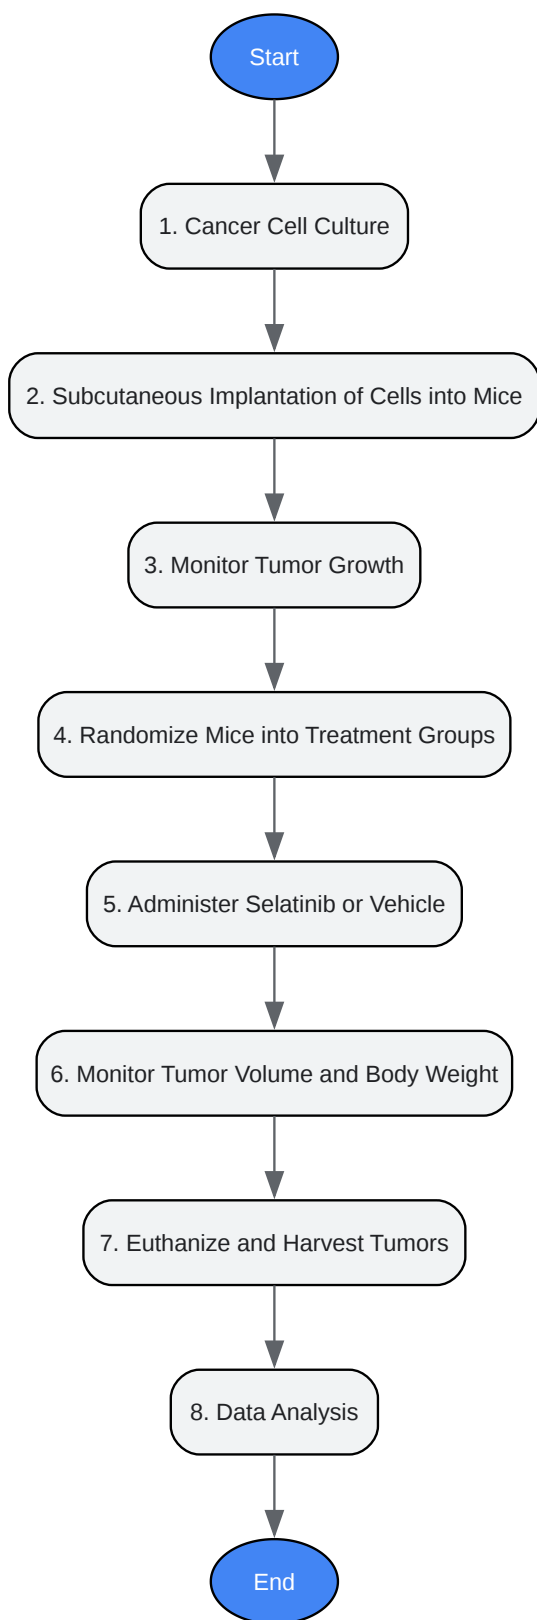 Start
1. Cancer Cell Culture
2. Subcutaneous Implantation of Cells into Mice
3. Monitor Tumor Growth
4. Randomize Mice into Treatment Groups
5. Administer Selatinib or Vehicle
6. Monitor Tumor Volume and Body Weight
7. Euthanize and Harvest Tumors
8. Data Analysis
End